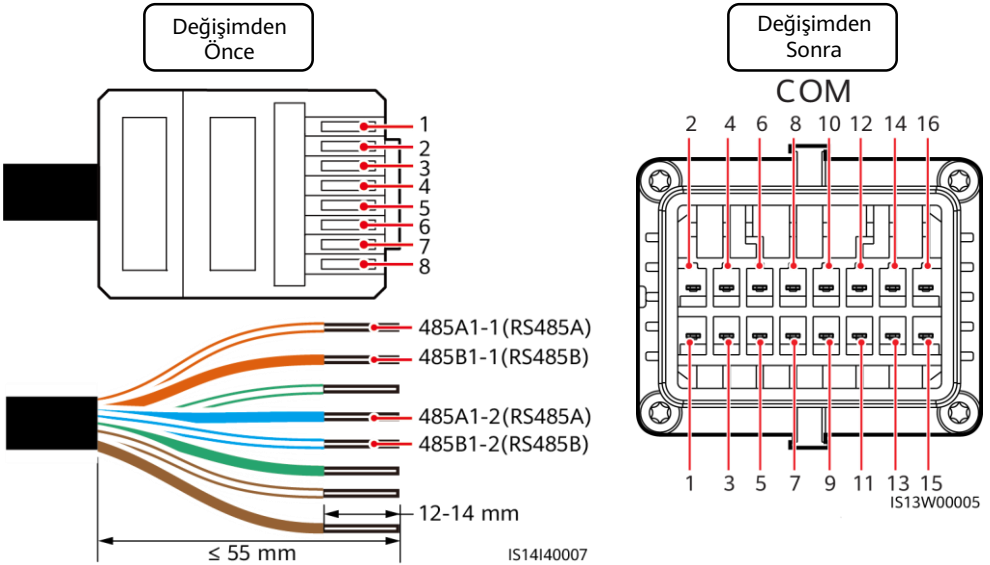 Değişimden
Önce
1
2
3
4
5
6
7
8
485A1-1(RS485A)
485B1-1(RS485B)
485A1-2(RS485A)
485B1-2(RS485B)
12-14 mm
≤ 55 mm
IS14I40007
Değişimden
Sonra
COM
2 4 6 8 10 12 14 16
1 3 5 7 9 11 13 15
IS13W00005